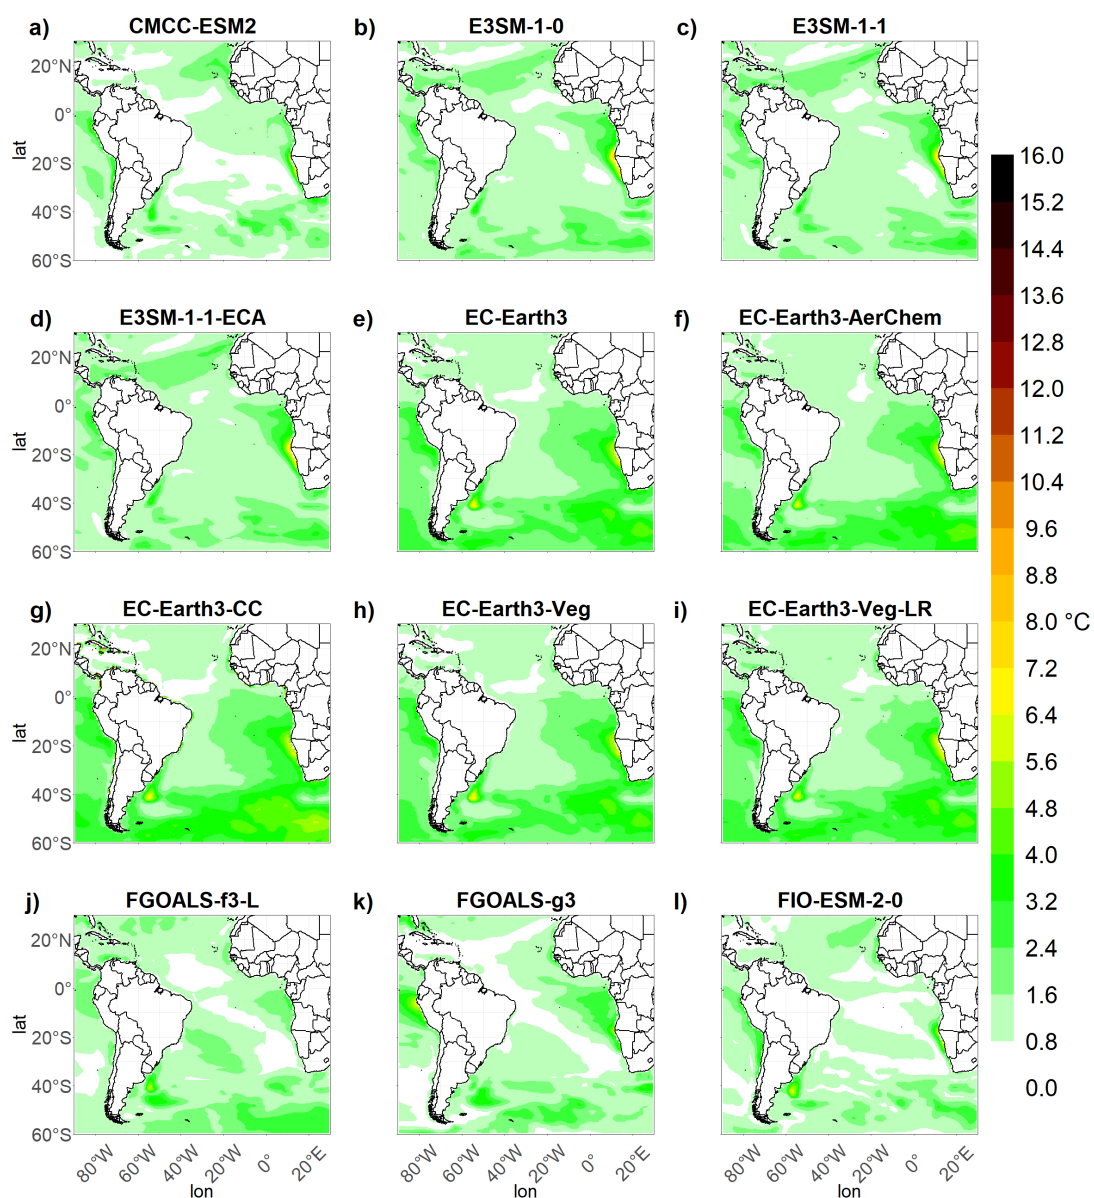 a) CMCC-ESM2 b) E3SM-1-0 c) E3SM-1-1
20°N
0°
20°S
40°S
60°S
lat
d) E3SM-1-1-ECA e) EC-Earth3 f) EC-Earth3-AerChem
20°N
0°
20°S
40°S
60°S
lat
g) EC-Earth3-CC h) EC-Earth3-Veg i) EC-Earth3-Veg-LR
20°N
0°
20°S
40°S
60°S
lat
j) FGOALS-f3-L k) FGOALS-g3 l) FIO-ESM-2-0
20°N
0°
20°S
40°S
60°S
lat
80°W 60°W 40°W 20°W 0° 20°E 80°W 60°W 40°W 20°W 0° 20°E 80°W 60°W 40°W 20°W 0° 20°E
lon lon lon
16.0
15.2
14.4
13.6
12.8
12.0
11.2
10.4
9.6
8.8
8.0 °C
7.2
6.4
5.6
4.8
4.0
3.2
2.4
1.6
0.8
0.0